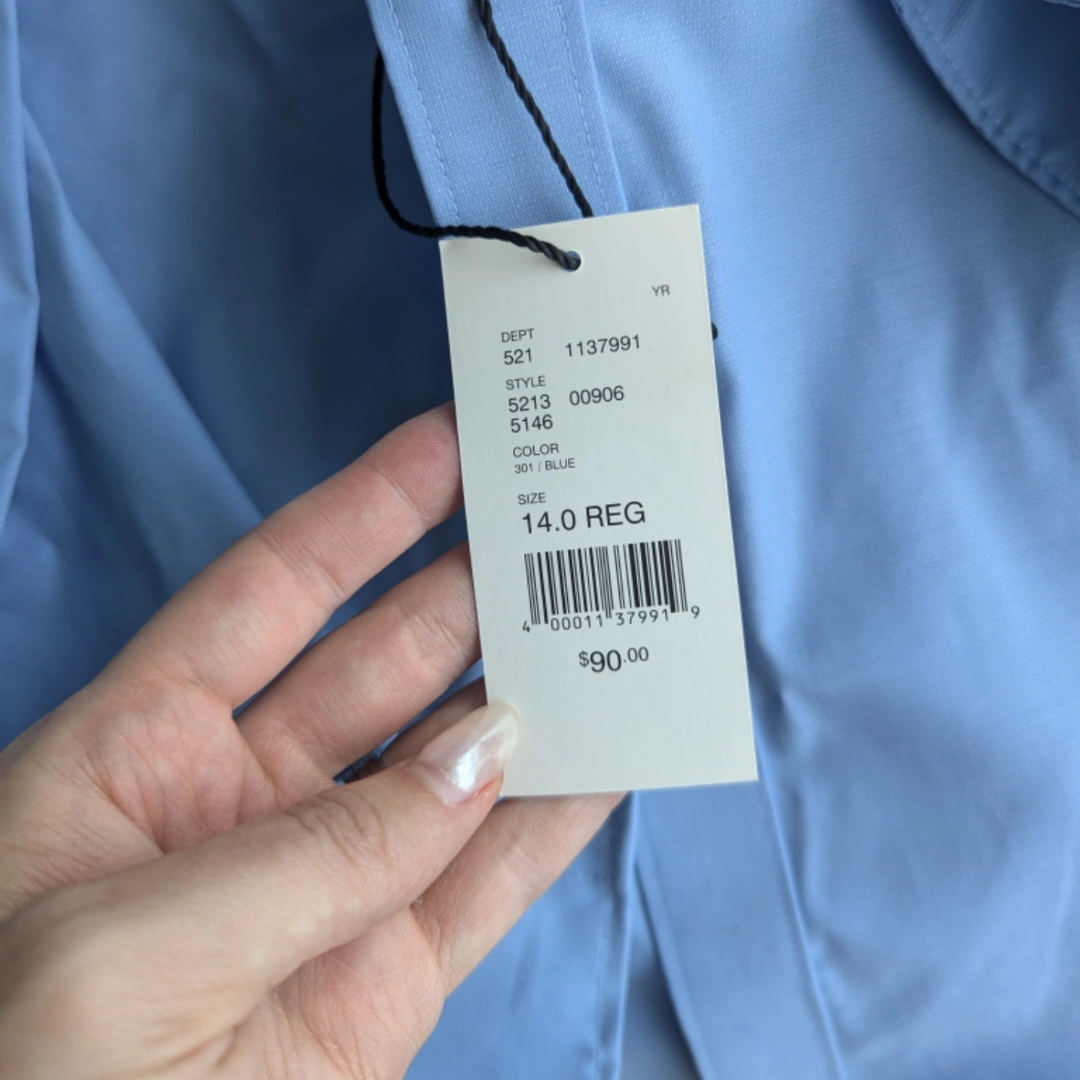 YR
DEPT
521 1137991
STYLE
5213 00906
5146
COLOR
301 / BLUE
SIZE
14.0 REG
4 00011 37991 9
$90.00